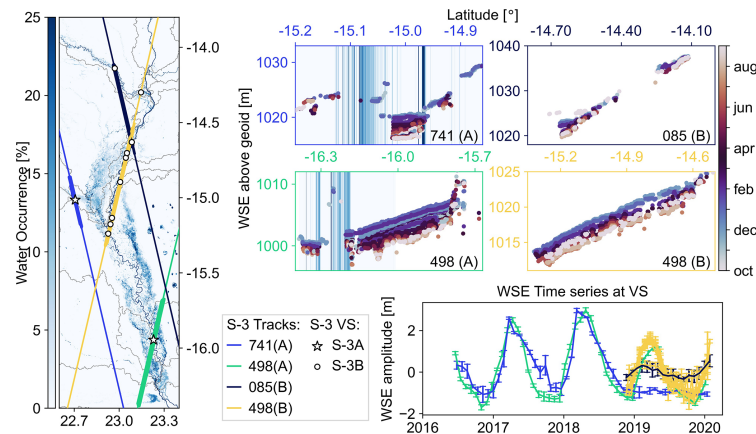 Latitude [°]
-15.2 -15.1 -15.0 -14.9
-14.70 -14.40 -14.10
25
20
15
10
5
0
Water Occurrence [%]
-14.0
-14.5
-15.0
-15.5
-16.0
22.7 23.0 23.3
WSE above geoid [m]
1030
1020
741 (A)
1040
1030
1020
085 (B)
-16.3 -16.0 -15.7
-15.2 -14.9 -14.6
1010
1000
498 (A)
1025
1020
1015
498 (B)
aug
jun
apr
feb
dec
oct
S-3 Tracks: S-3 VS:
741(A) S-3A
498(A) S-3B
085(B)
498(B)
WSE Time series at VS
WSE amplitude [m]
2
0
−2
2016 2017 2018 2019 2020